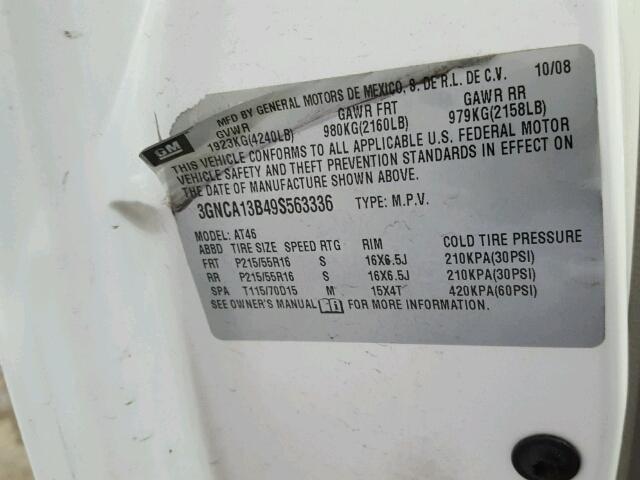 GM MFD BY GENERAL MOTORS DE MEXICO, S. DE R.L. DE C.V. 10/08
GVWR GAWR FRT GAWR RR
1923KG(4240LB) 980KG(2160LB) 979KG(2158LB)
THIS VEHICLE CONFORMS TO ALL APPLICABLE U.S. FEDERAL MOTOR
VEHICLE SAFETY AND THEFT PREVENTION STANDARDS IN EFFECT ON
THE DATE OF MANUFACTURE SHOWN ABOVE.
3GNCA13B49S563336 TYPE: M.P.V.
MODEL: AT46
ABBD TIRE SIZE SPEED RTG RIM COLD TIRE PRESSURE
FRT P215/55R16 S 16X6.5J 210KPA(30PSI)
RR P215/55R16 S 16X6.5J 210KPA(30PSI)
SPA T115/70D15 M 15X4T 420KPA(60PSI)
SEE OWNER'S MANUAL FOR MORE INFORMATION.